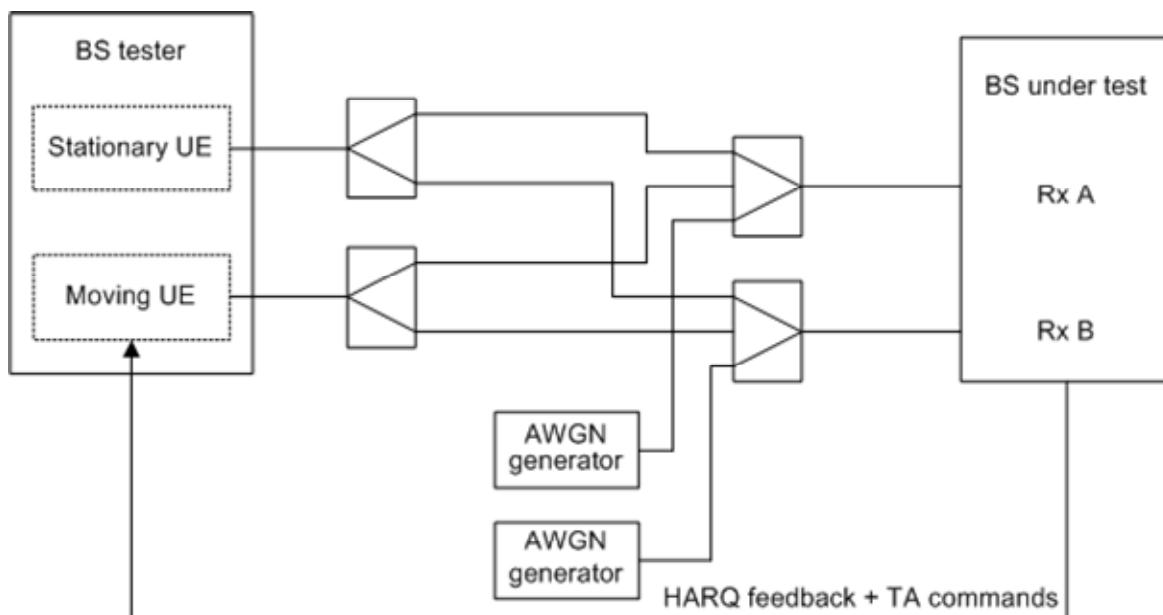 BS tester
Stationary UE
Moving UE
BS under test
Rx A
Rx B
AWGN
generator
AWGN
generator
HARQ feedback + TA commands